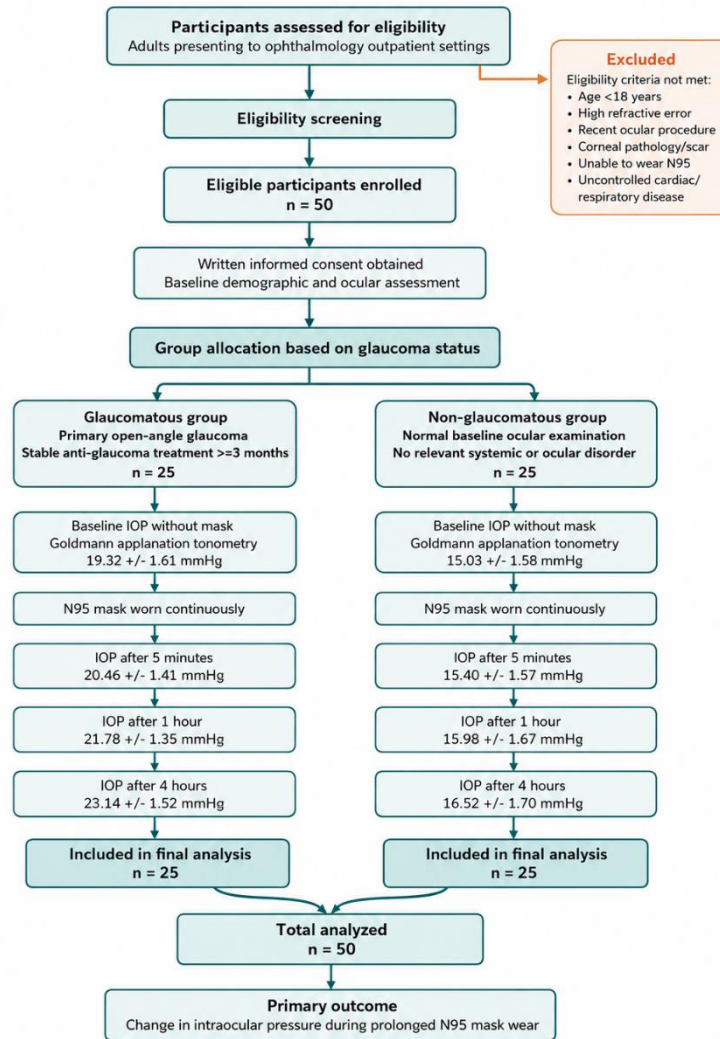 Participants assessed for eligibility
Adults presenting to ophthalmology outpatient settings
Excluded
Eligibility criteria not met:
• Age <18 years
• High refractive error
• Recent ocular procedure
• Corneal pathology/scar
• Unable to wear N95
• Uncontrolled cardiac/
respiratory disease
Eligibility screening
Eligible participants enrolled
n = 50
Written informed consent obtained
Baseline demographic and ocular assessment
Group allocation based on glaucoma status
Glaucomatous group
Primary open-angle glaucoma
Stable anti-glaucoma treatment >=3 months
n = 25
Baseline IOP without mask
Goldmann applanation tonometry
19.32 +/- 1.61 mmHg
N95 mask worn continuously
IOP after 5 minutes
20.46 +/- 1.41 mmHg
IOP after 1 hour
21.78 +/- 1.35 mmHg
IOP after 4 hours
23.14 +/- 1.52 mmHg
Included in final analysis
n = 25
Non-glaucomatous group
Normal baseline ocular examination
No relevant systemic or ocular disorder
n = 25
Baseline IOP without mask
Goldmann applanation tonometry
15.03 +/- 1.58 mmHg
N95 mask worn continuously
IOP after 5 minutes
15.40 +/- 1.57 mmHg
IOP after 1 hour
15.98 +/- 1.67 mmHg
IOP after 4 hours
16.52 +/- 1.70 mmHg
Included in final analysis
n = 25
Total analyzed
n = 50
Primary outcome
Change in intraocular pressure during prolonged N95 mask wear